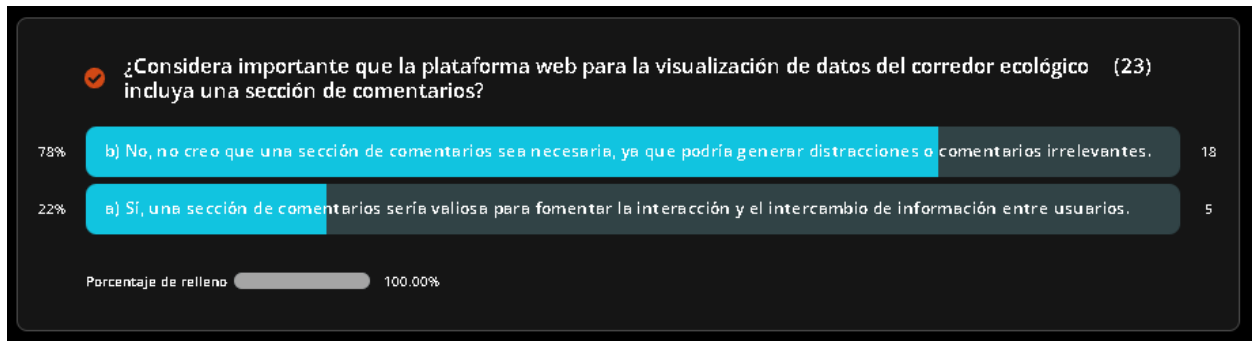 ¿Considera importante que la plataforma web para la visualización de datos del corredor ecológico (23)
incluya una sección de comentarios?
78% b) No, no creo que una sección de comentarios sea necesaria, ya que podría generar distracciones o comentarios irrelevantes. 18
22% a) Sí, una sección de comentarios sería valiosa para fomentar la interacción y el intercambio de información entre usuarios. 5
Porcentaje de relleno 100.00%